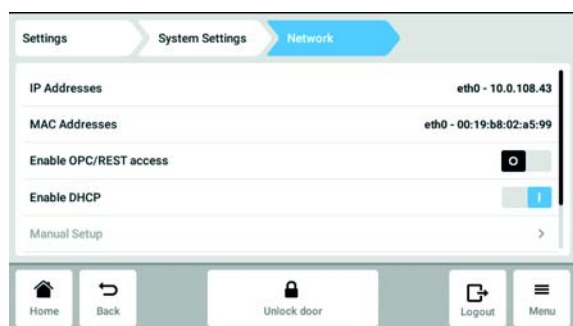 Settings System Settings Network
IP Addresses eth0 - 10.0.108.43
MAC Addresses eth0 - 00:19:b8:02:a5:99
Enable OPC/REST access O
Enable DHCP I
Manual Setup >
Home Back Unlock door Logout Menu